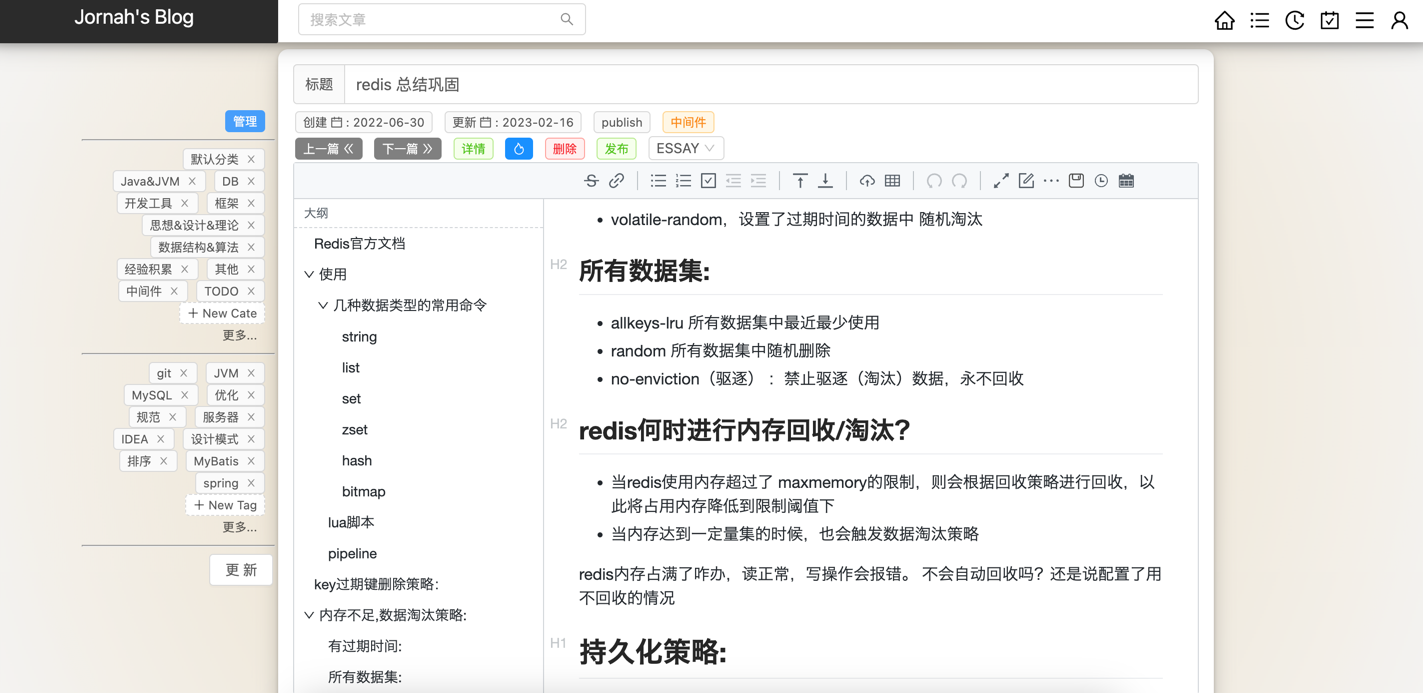 Jornah's Blog
搜索文章
管理
默认分类
Java&JVM DB
开发工具 框架
思想&设计&理论
数据结构&算法
经验积累 其他
中间件 TODO
+ New Cate
更多...
git JVM
MySQL 优化
规范 服务器
IDEA 设计模式
排序 MyBatis
spring
+ New Tag
更多...
更 新
标题 redis 总结巩固
创建 : 2022-06-30 更新 : 2023-02-16 publish 中间件
上一篇 《 下一篇 》 详情 删除 发布 ESSAY
大纲
Redis官方文档
使用
几种数据类型的常用命令
string
list
set
zset
hash
bitmap
lua脚本
pipeline
key过期键删除策略:
内存不足,数据淘汰策略:
有过期时间:
所有数据集:
• volatile-random，设置了过期时间的数据中 随机淘汰
H2 所有数据集:
• allkeys-lru 所有数据集中最近最少使用
• random 所有数据集中随机删除
• no-enviction（驱逐） ：禁止驱逐（淘汰）数据，永不回收
H2 redis何时进行内存回收/淘汰？
• 当redis使用内存超过了 maxmemory的限制，则会根据回收策略进行回收，以
此将占用内存降低到限制阈值下
• 当内存达到一定量集的时候，也会触发数据淘汰策略
redis内存占满了咋办，读正常，写操作会报错。 不会自动回收吗？还是说配置了用
不回收的情况
H1 持久化策略: